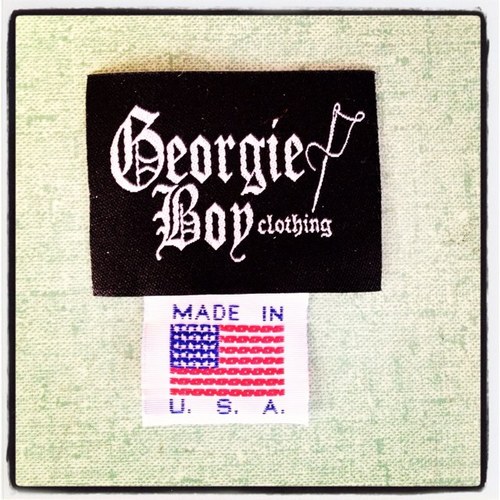 Georgie
Boy clothing
MADE IN
U. S. A.